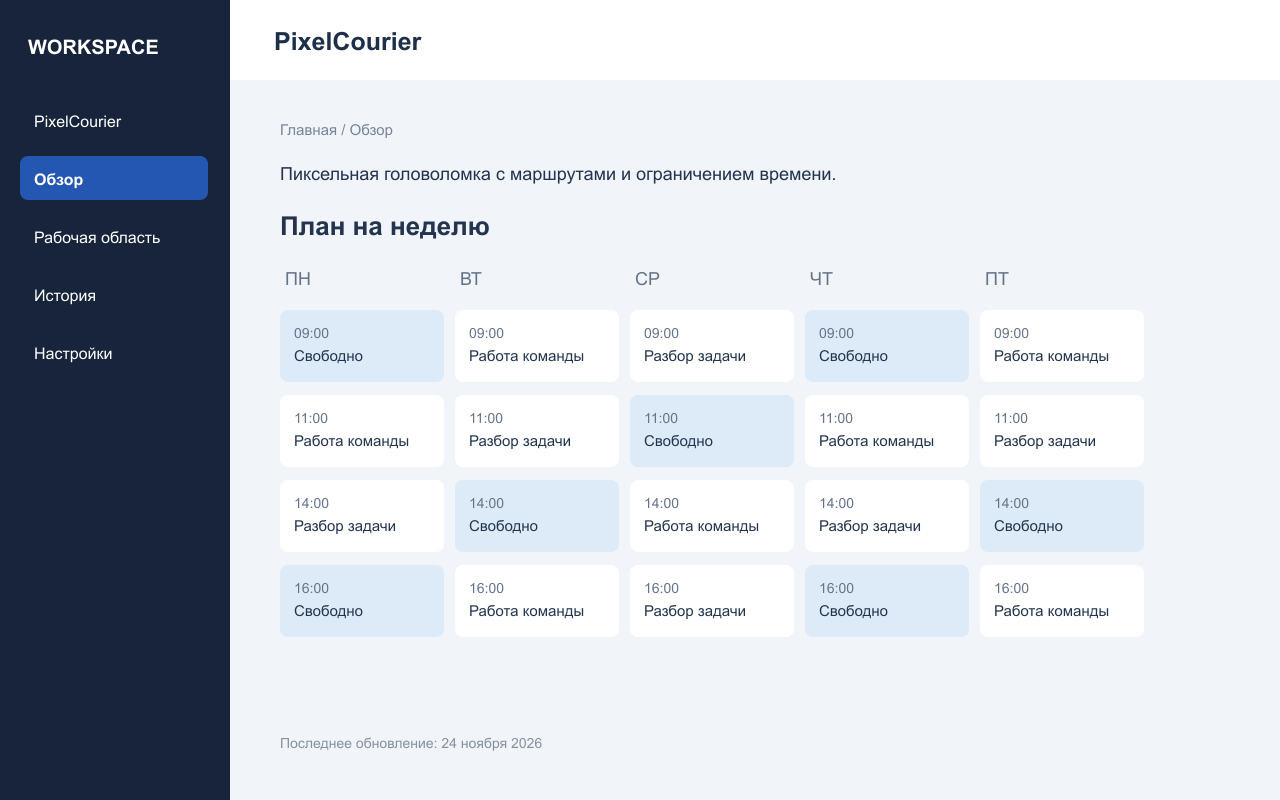 WORKSPACE
PixelCourier
Обзор
Рабочая область
История
Настройки
PixelCourier
Главная / Обзор
Пиксельная головоломка с маршрутами и ограничением времени.
План на неделю
ПН ВТ СР ЧТ ПТ
09:00 09:00 09:00 09:00 09:00
Свободно Работа команды Разбор задачи Свободно Работа команды
11:00 11:00 11:00 11:00 11:00
Работа команды Разбор задачи Свободно Работа команды Разбор задачи
14:00 14:00 14:00 14:00 14:00
Разбор задачи Свободно Работа команды Разбор задачи Свободно
16:00 16:00 16:00 16:00 16:00
Свободно Работа команды Разбор задачи Свободно Работа команды
Последнее обновление: 24 ноября 2026